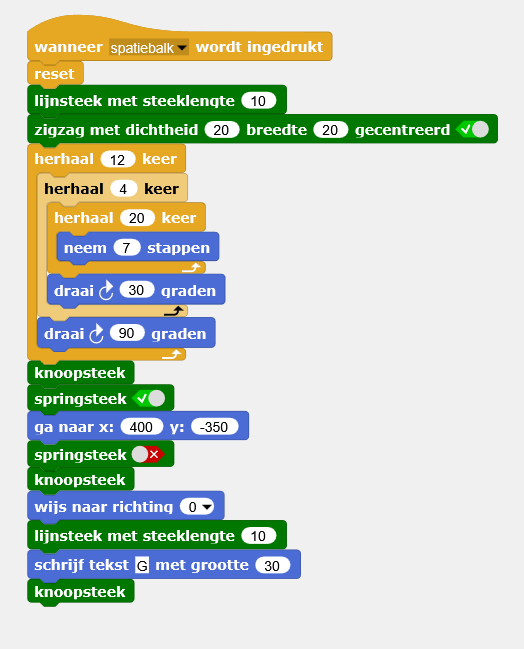 wanneer spatiebalk wordt ingedrukt
reset
lijnsteek met steeklengte 10
zigzag met dichtheid 20 breedte 20 gecentreerd
herhaal 12 keer
herhaal 4 keer
herhaal 20 keer
neem 7 stappen
draai 30 graden
draai 90 graden
knoopsteek
springsteek
ga naar x: 400 y: -350
springsteek
knoopsteek
wijs naar richting 0
lijnsteek met steeklengte 10
schrijf tekst G met grootte 30
knoopsteek